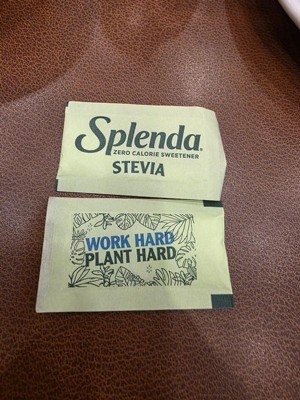 Splenda®
ZERO CALORIE SWEETENER
STEVIA
WORK HARD
PLANT HARD